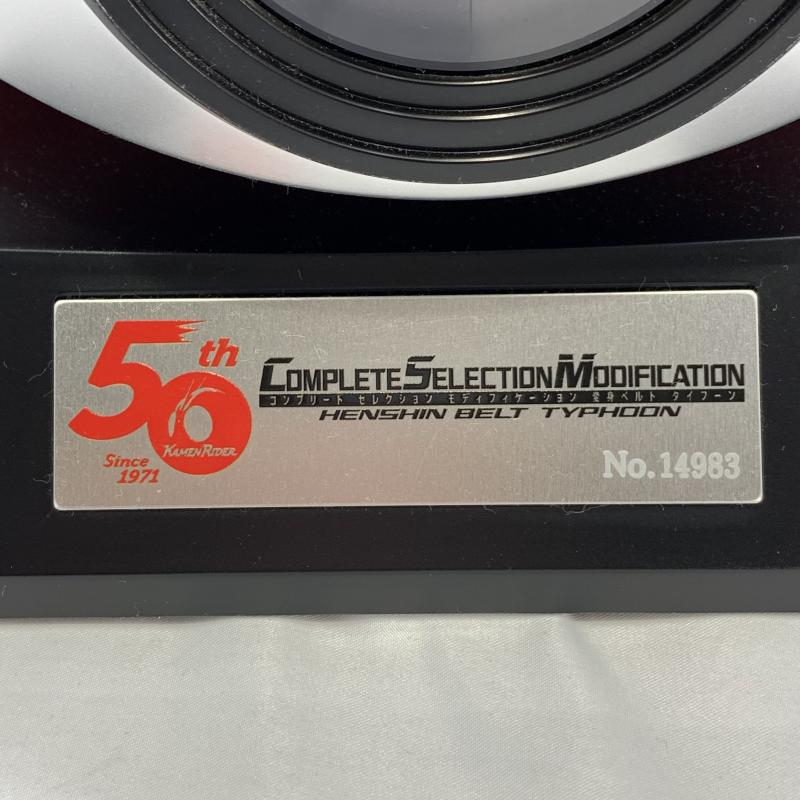 50th
KAMEN RIDER
Since
1971
COMPLETE SELECTION MODIFICATION
コンプリート セレクション モディフィケーション 変身ベルト タイフーン
HENSHIN BELT TYPHOON
No.14983